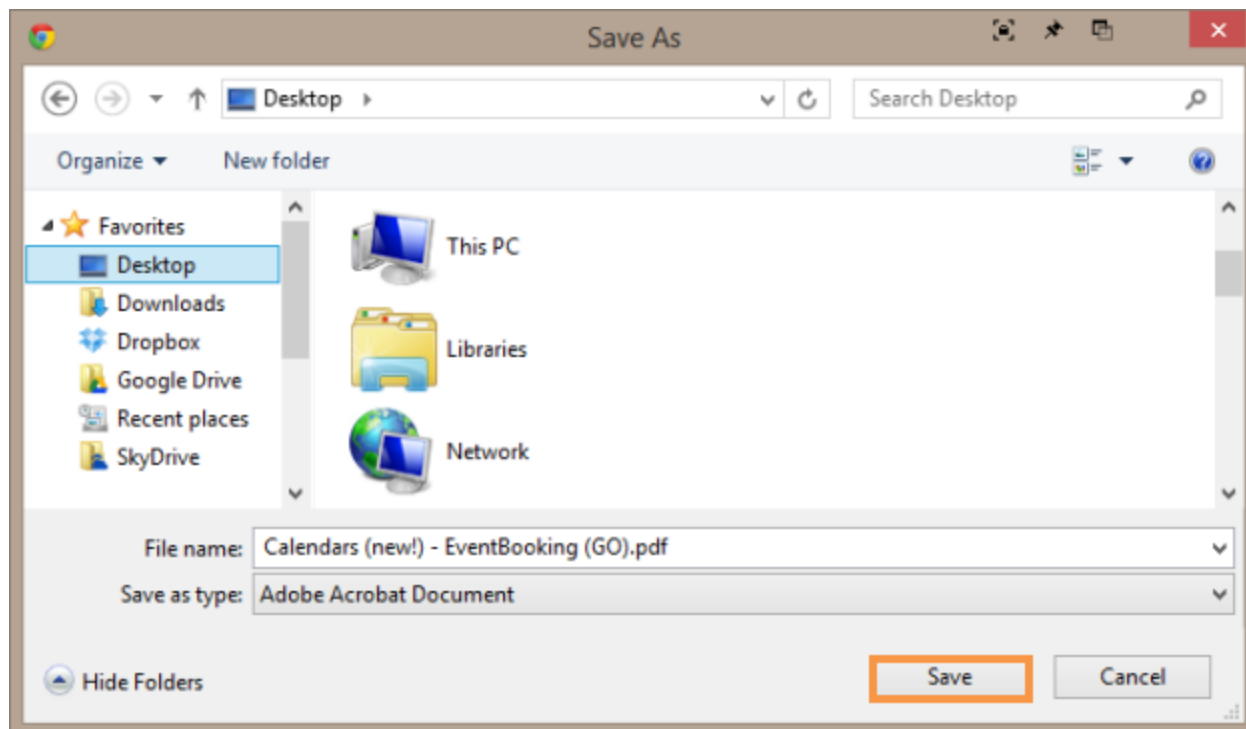 Save As
Desktop
Search Desktop
Organize
New folder
Favorites
Desktop
Downloads
Dropbox
Google Drive
Recent places
SkyDrive
This PC
Libraries
Network
File name: Calendars (new!) - EventBooking (GO).pdf
Save as type: Adobe Acrobat Document
Hide Folders
Save
Cancel